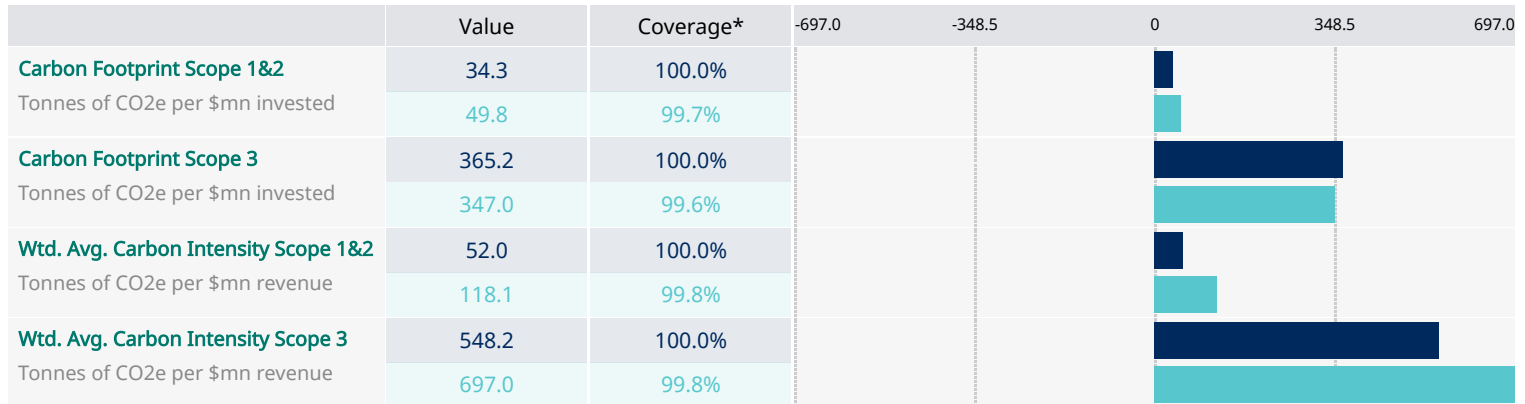 Value Coverage* -697.0 -348.5 0 348.5 697.0
Carbon Footprint Scope 1&2 34.3 100.0%
Tonnes of CO2e per $mn invested 49.8 99.7%
Carbon Footprint Scope 3 365.2 100.0%
Tonnes of CO2e per $mn invested 347.0 99.6%
Wtd. Avg. Carbon Intensity Scope 1&2 52.0 100.0%
Tonnes of CO2e per $mn revenue 118.1 99.8%
Wtd. Avg. Carbon Intensity Scope 3 548.2 100.0%
Tonnes of CO2e per $mn revenue 697.0 99.8%